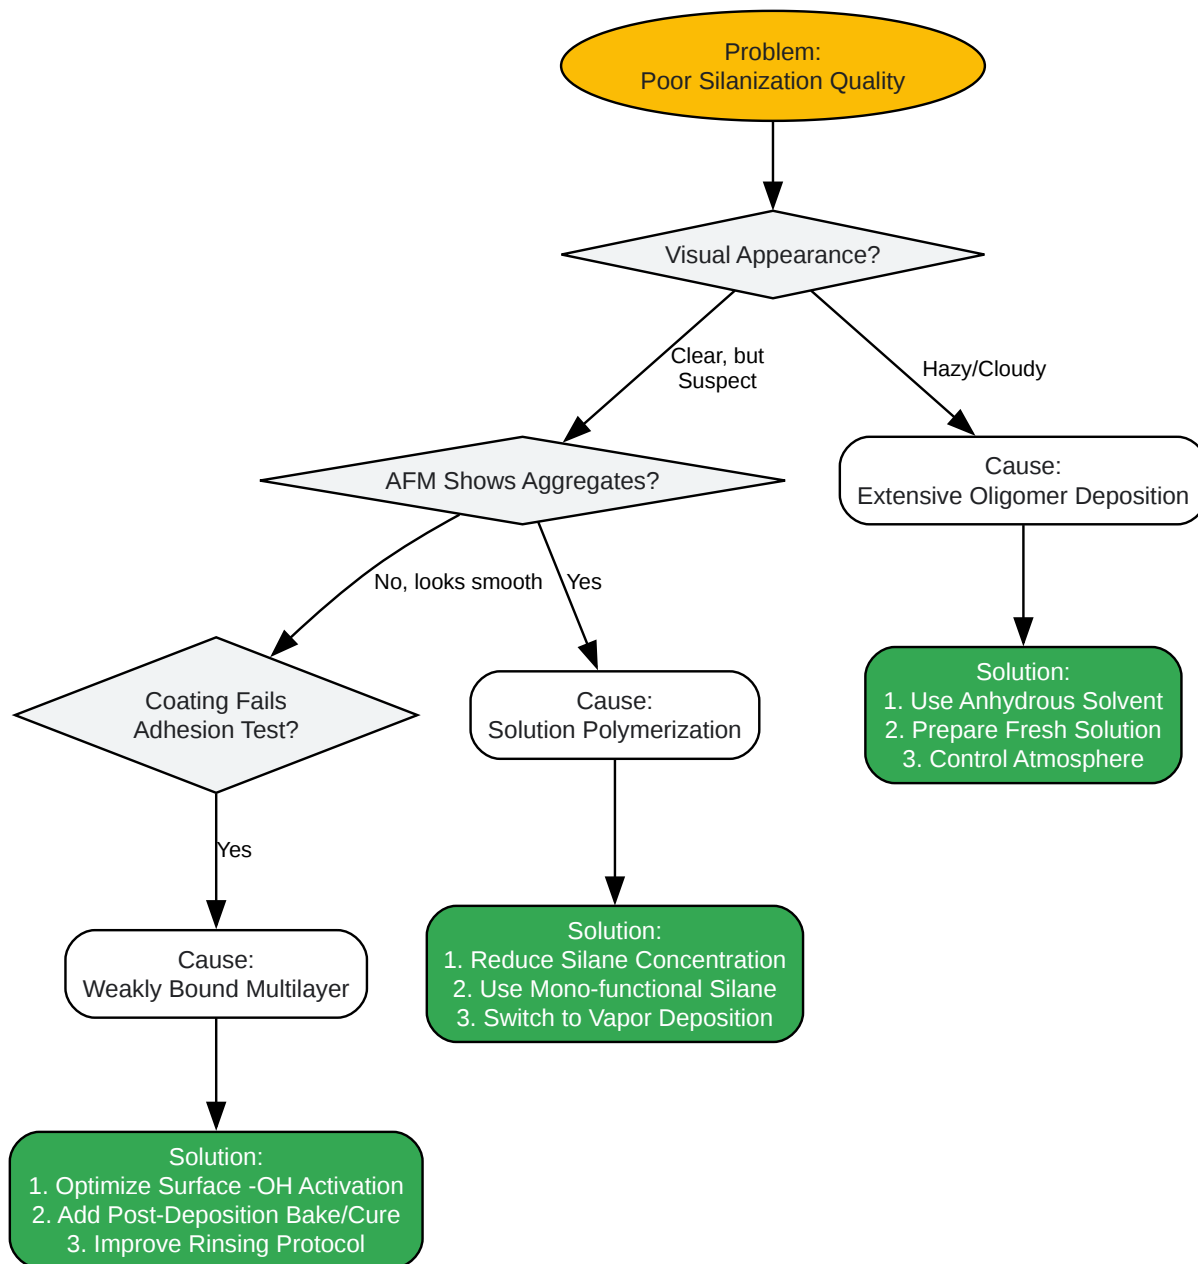 Problem:
Poor Silanization Quality
Visual Appearance?
Clear, but
Suspect
Hazy/Cloudy
AFM Shows Aggregates?
Cause:
Extensive Oligomer Deposition
No, looks smooth
Yes
Coating Fails
Adhesion Test?
Cause:
Solution Polymerization
Solution:
1. Use Anhydrous Solvent
2. Prepare Fresh Solution
3. Control Atmosphere
Yes
Cause:
Weakly Bound Multilayer
Solution:
1. Reduce Silane Concentration
2. Use Mono-functional Silane
3. Switch to Vapor Deposition
Solution:
1. Optimize Surface -OH Activation
2. Add Post-Deposition Bake/Cure
3. Improve Rinsing Protocol